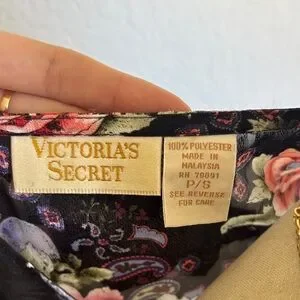 VICTORIA'S
SECRET
100% POLYESTER
MADE IN
MALAYSIA
RN 70091
P/S
SEE REVERSE
FOR CARE